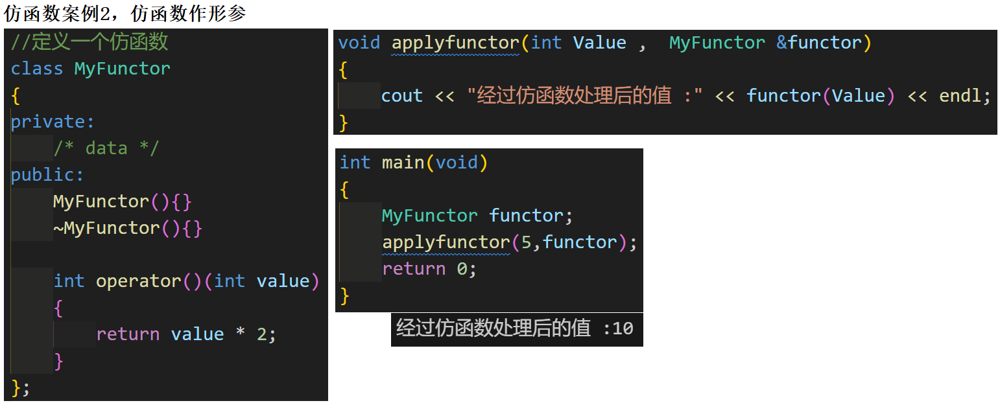 仿函数案例2，仿函数作形参
//定义一个仿函数
class MyFunctor
{
private:
    /* data */
public:
    MyFunctor(){}
    ~MyFunctor(){}

    int operator()(int value)
    {
        return value * 2;
    }
};
void applyfunctor(int Value ,  MyFunctor &functor)
{
    cout << "经过仿函数处理后的值 :" << functor(Value) << endl;
}
int main(void)
{
    MyFunctor functor;
    applyfunctor(5,functor);
    return 0;
}
经过仿函数处理后的值 :10